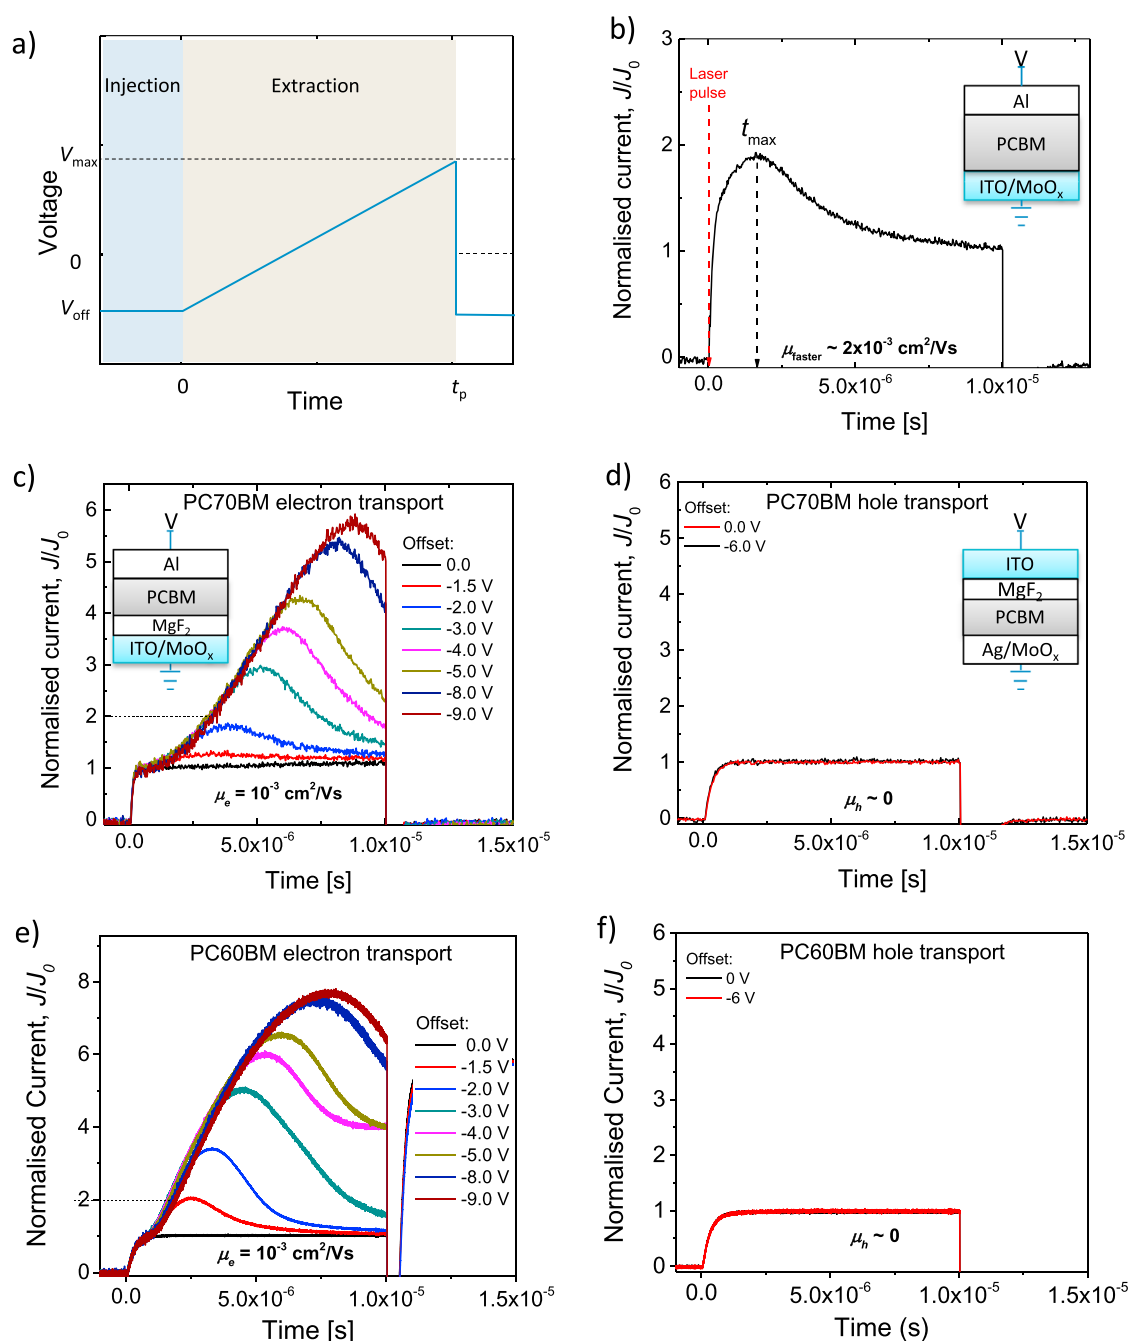 a)
Injection
Extraction
Vmax
Voltage
0
Voff
0
tp
Time
b)
3
2
1
0
Normalised current, J/J0
Laser
pulse
tmax
V
Al
PCBM
ITO/MoOx
μfaster ~ 2x10⁻³ cm²/Vs
0.0
5.0x10⁻⁶
1.0x10⁻⁵
Time [s]
c)
PC70BM electron transport
6
5
4
3
2
1
0
Normalised current, J/J0
V
Al
PCBM
MgF2
ITO/MoOx
Offset:
0.0
-1.5 V
-2.0 V
-3.0 V
-4.0 V
-5.0 V
-8.0 V
-9.0 V
μe = 10⁻³ cm²/Vs
0.0
5.0x10⁻⁶
1.0x10⁻⁵
1.5x10⁻⁵
Time [s]
d)
PC70BM hole transport
6
5
4
3
2
1
0
Normalised current, J/J0
Offset:
0.0 V
-6.0 V
V
ITO
MgF2
PCBM
Ag/MoOx
μh ~ 0
0.0
5.0x10⁻⁶
1.0x10⁻⁵
1.5x10⁻⁵
Time [s]
e)
PC60BM electron transport
8
6
4
2
0
Normalised Current, J/J0
Offset:
0.0 V
-1.5 V
-2.0 V
-3.0 V
-4.0 V
-5.0 V
-8.0 V
-9.0 V
μe = 10⁻³ cm²/Vs
0.0
5.0x10⁻⁶
1.0x10⁻⁵
1.5x10⁻⁵
Time [s]
f)
PC60BM hole transport
6
5
4
3
2
1
0
Normalised Current, J/J0
Offset:
0 V
-6 V
μh ~ 0
0.0
5.0x10⁻⁶
1.0x10⁻⁵
1.5x10⁻⁵
Time (s)